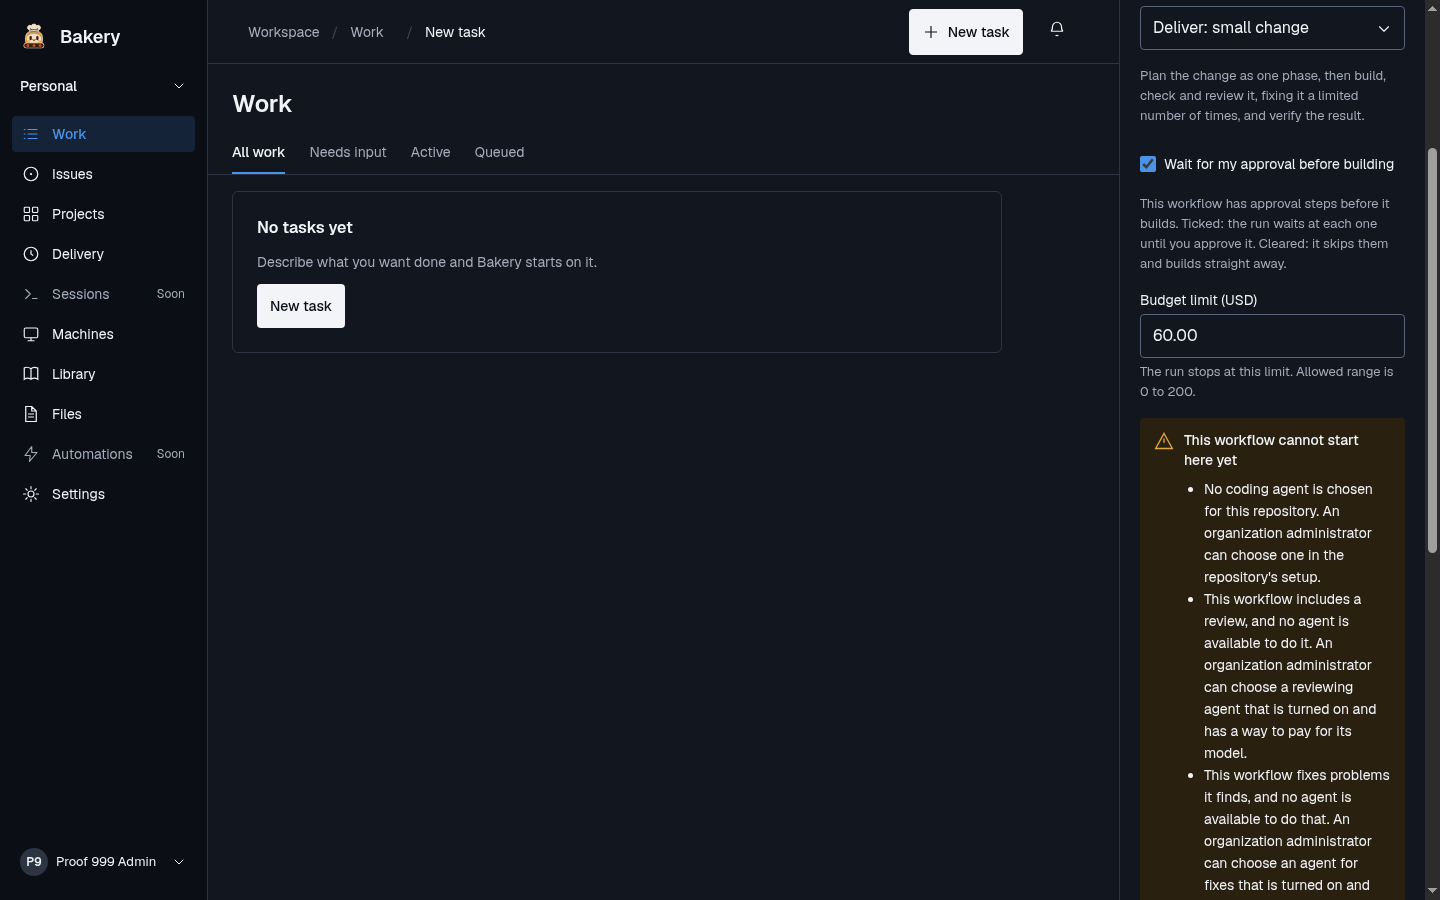 Bakery
Personal
Work
Issues
Projects
Delivery
Sessions Soon
Machines
Library
Files
Automations Soon
Settings
P9 Proof 999 Admin
Workspace / Work / New task
New task
Work
All work Needs input Active Queued
No tasks yet
Describe what you want done and Bakery starts on it.
New task
Deliver: small change
Plan the change as one phase, then build,
check and review it, fixing it a limited
number of times, and verify the result.
Wait for my approval before building
This workflow has approval steps before it
builds. Ticked: the run waits at each one
until you approve it. Cleared: it skips them
and builds straight away.
Budget limit (USD)
60.00
The run stops at this limit. Allowed range is
0 to 200.
This workflow cannot start
here yet
No coding agent is chosen
for this repository. An
organization administrator
can choose one in the
repository's setup.
This workflow includes a
review, and no agent is
available to do it. An
organization administrator
can choose a reviewing
agent that is turned on and
has a way to pay for its
model.
This workflow fixes problems
it finds, and no agent is
available to do that. An
organization administrator
can choose an agent for
fixes that is turned on and